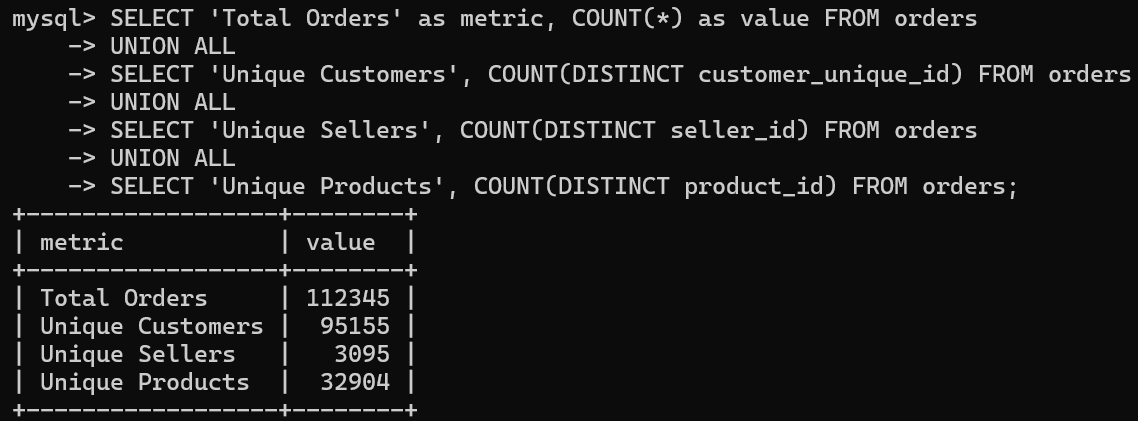 mysql> SELECT 'Total Orders' as metric, COUNT(*) as value FROM orders
    -> UNION ALL
    -> SELECT 'Unique Customers', COUNT(DISTINCT customer_unique_id) FROM orders
    -> UNION ALL
    -> SELECT 'Unique Sellers', COUNT(DISTINCT seller_id) FROM orders
    -> UNION ALL
    -> SELECT 'Unique Products', COUNT(DISTINCT product_id) FROM orders;
+------------------+--------+
| metric           | value  |
+------------------+--------+
| Total Orders     | 112345 |
| Unique Customers |  95155 |
| Unique Sellers   |   3095 |
| Unique Products  |  32904 |
+------------------+--------+